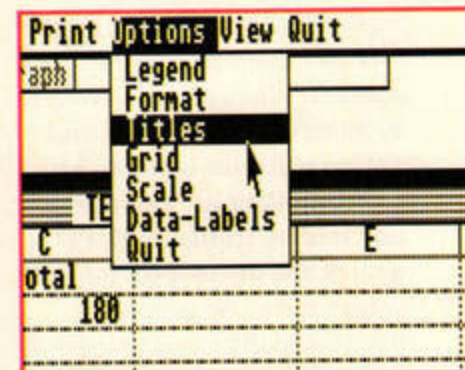 Print Options View Quit
aph
Legend
Format
Titles
Grid
Scale
TE Data-Labels
C Quit E
otal
180